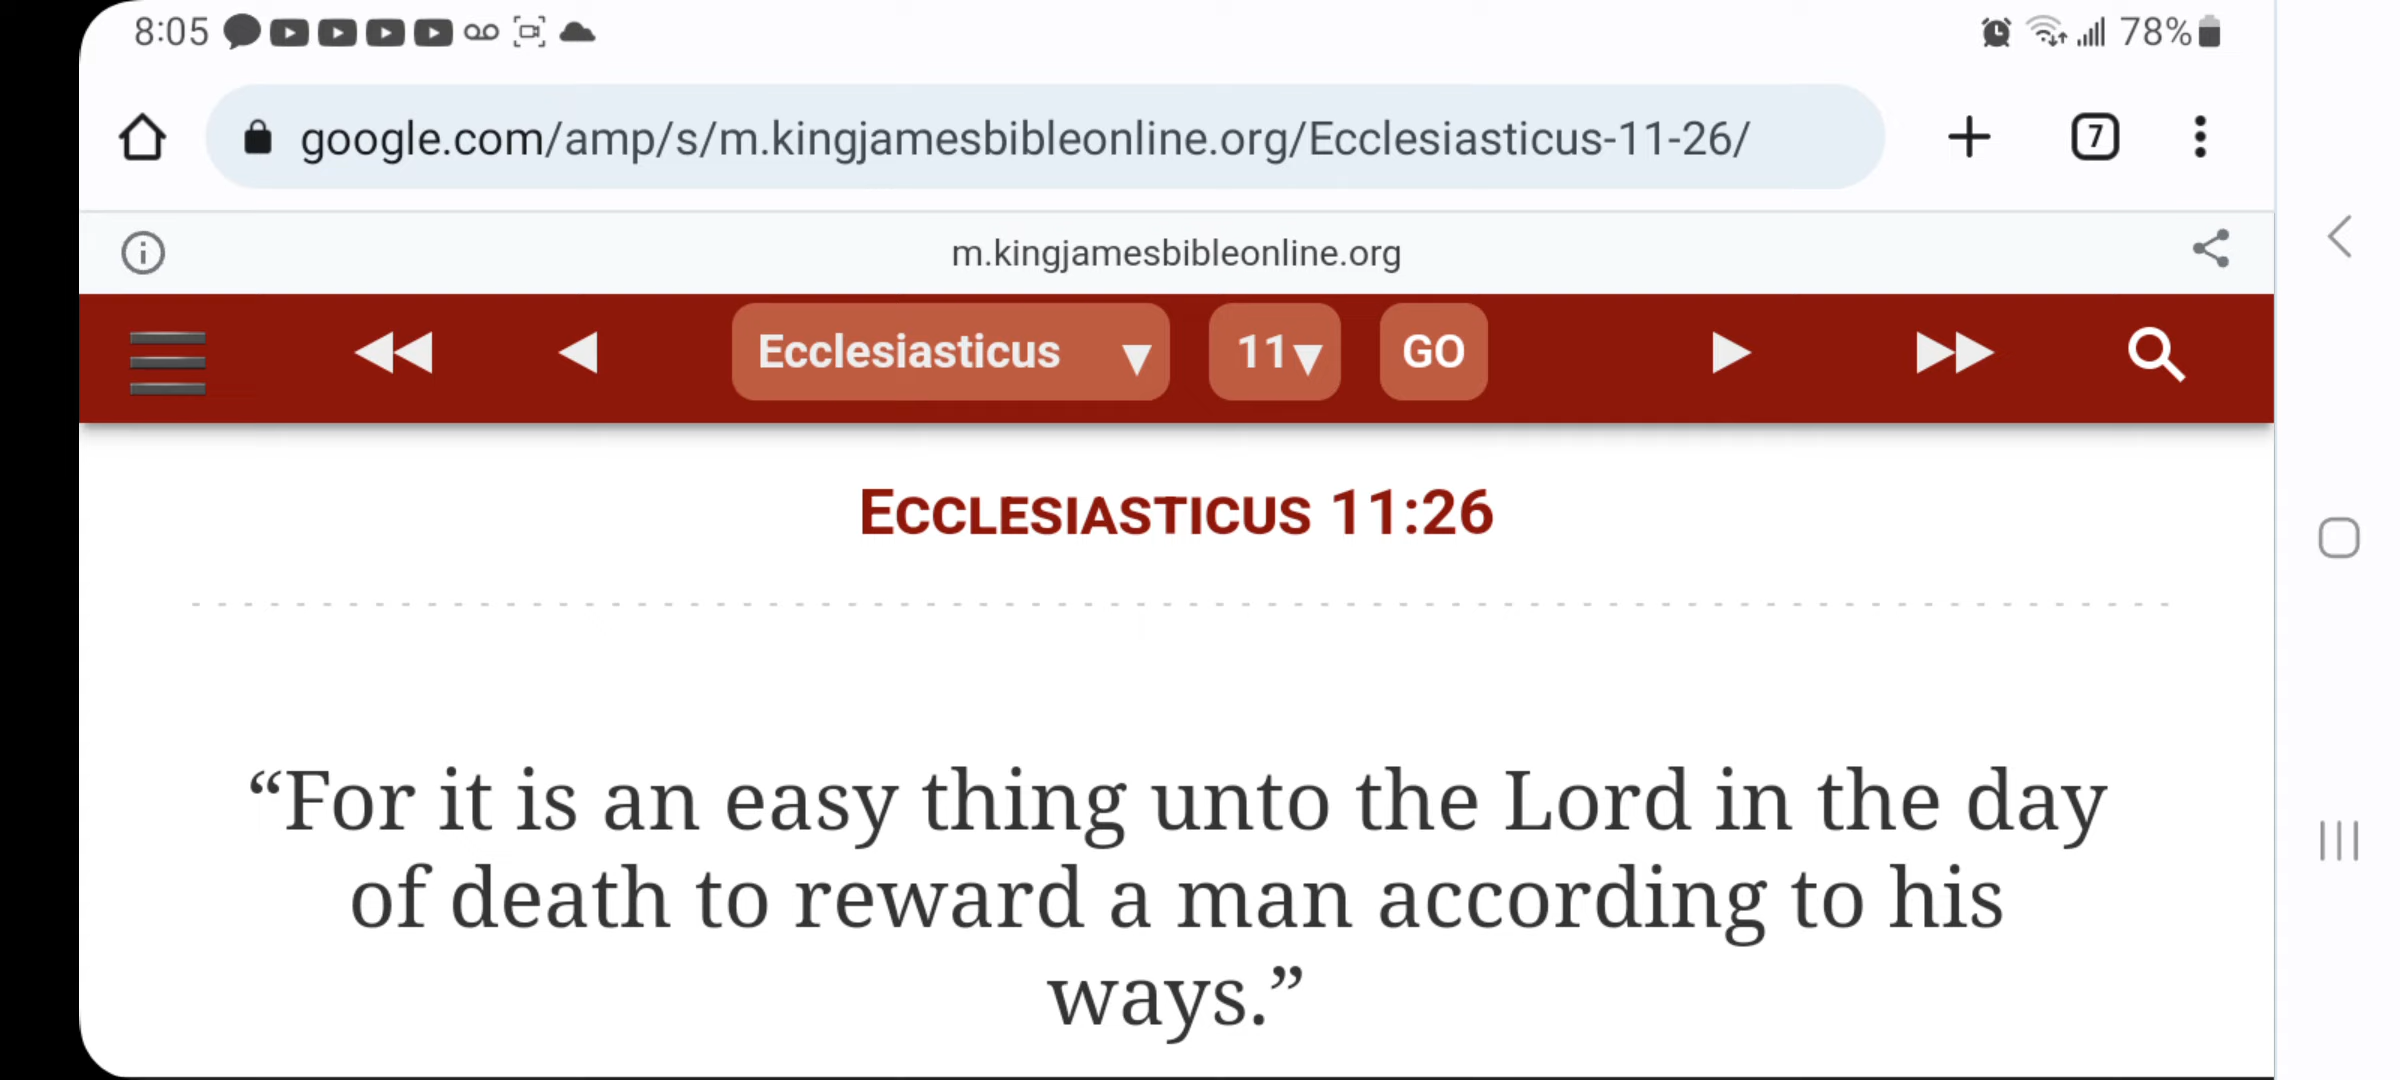 8:05
78%
google.com/amp/s/m.kingjamesbibleonline.org/Ecclesiasticus-11-26/
7
m.kingjamesbibleonline.org
Ecclesiasticus 11 GO
ECCLESIASTICUS 11:26
“For it is an easy thing unto the Lord in the day
of death to reward a man according to his
ways.”